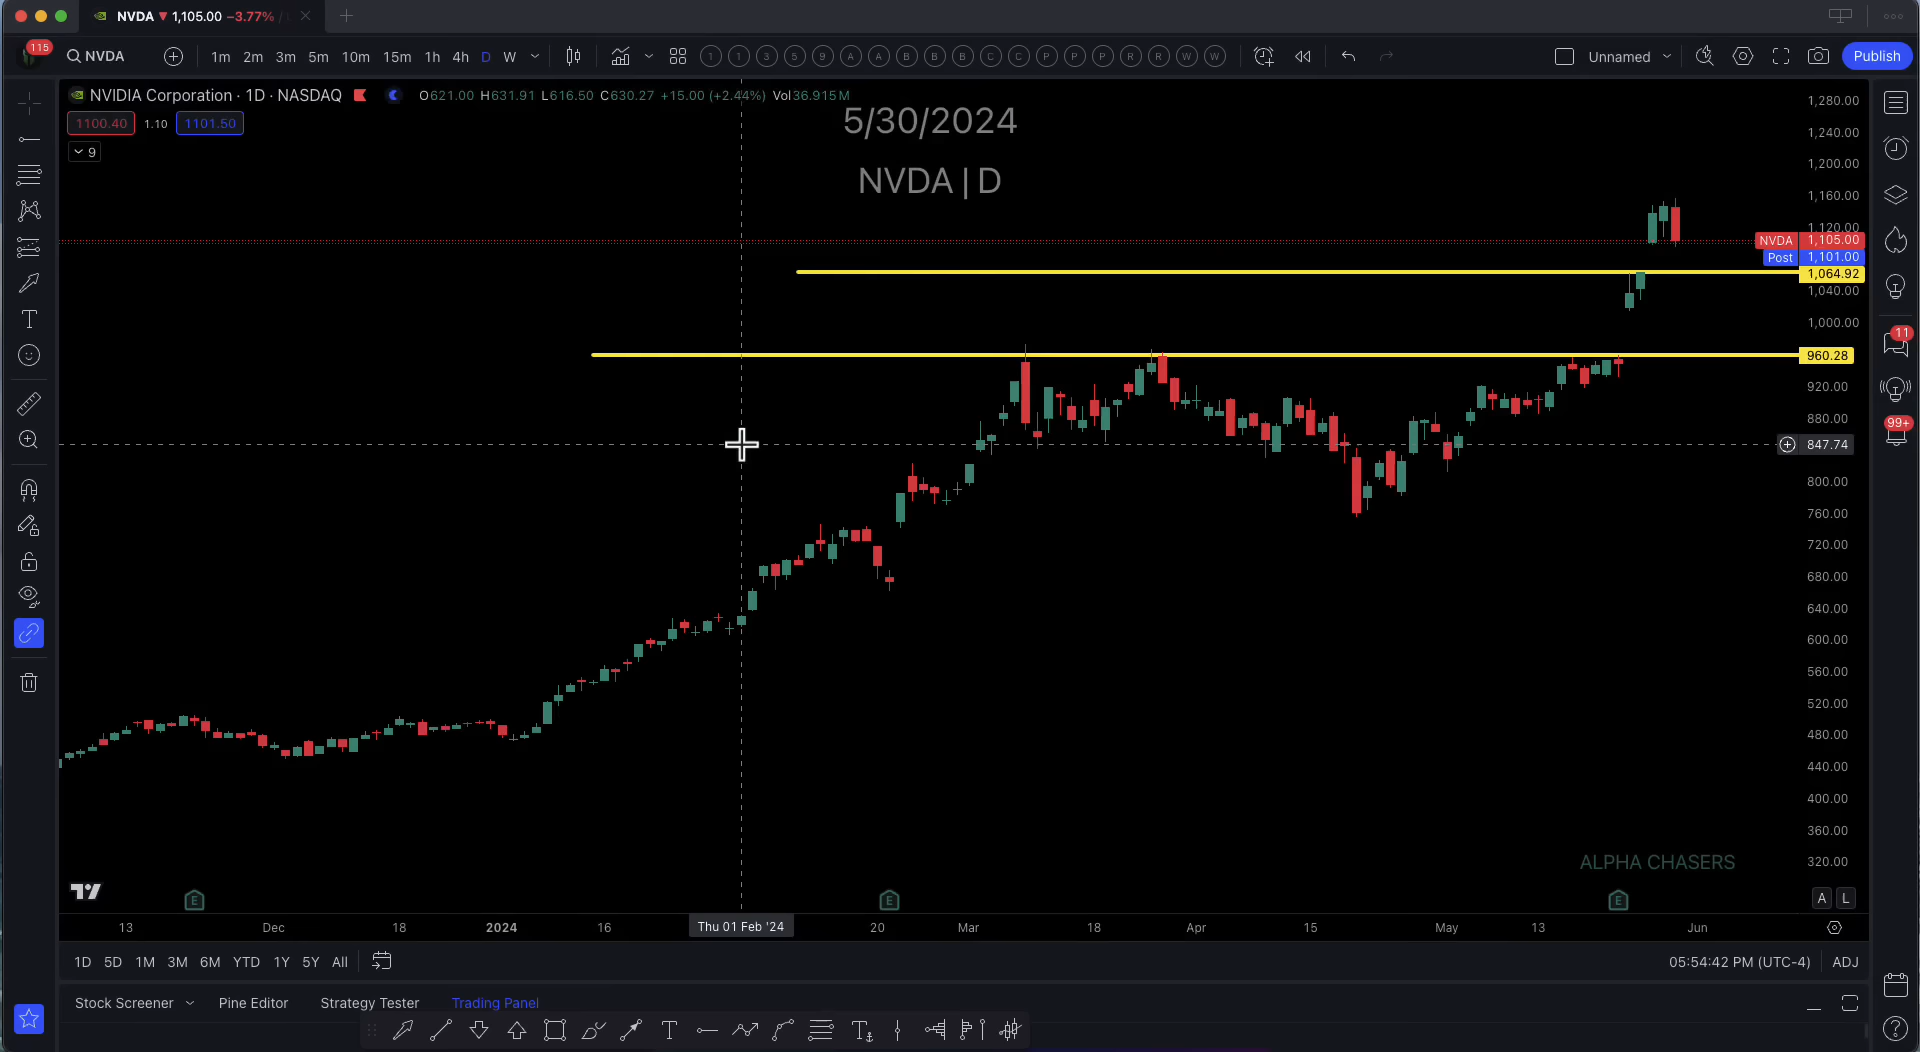 NVDA ▼ 1,105.00 −3.77% /
115
NVDA
1m 2m 3m 5m 10m 15m 1h 4h D W
1 1 3 5 9 A A B B B C C P P P R R W W
Unnamed
Publish
NVIDIA Corporation · 1D · NASDAQ O621.00 H631.91 L616.50 C630.27 +15.00 (+2.44%) Vol36.915M
1100.40 1.10 1101.50
9
5/30/2024
NVDA | D
1,280.00
1,240.00
1,200.00
1,160.00
1,120.00
NVDA 1,105.00
Post 1,101.00
1,064.92
1,040.00
1,000.00
960.28
920.00
880.00
847.74
800.00
760.00
720.00
680.00
640.00
600.00
560.00
520.00
480.00
440.00
400.00
360.00
320.00
11
99+
ALPHA CHASERS
E E E
A L
13 Dec 18 2024 16 Thu 01 Feb '24 20 Mar 18 Apr 15 May 13 Jun
1D 5D 1M 3M 6M YTD 1Y 5Y All
05:54:42 PM (UTC-4) ADJ
Stock Screener Pine Editor Strategy Tester Trading Panel